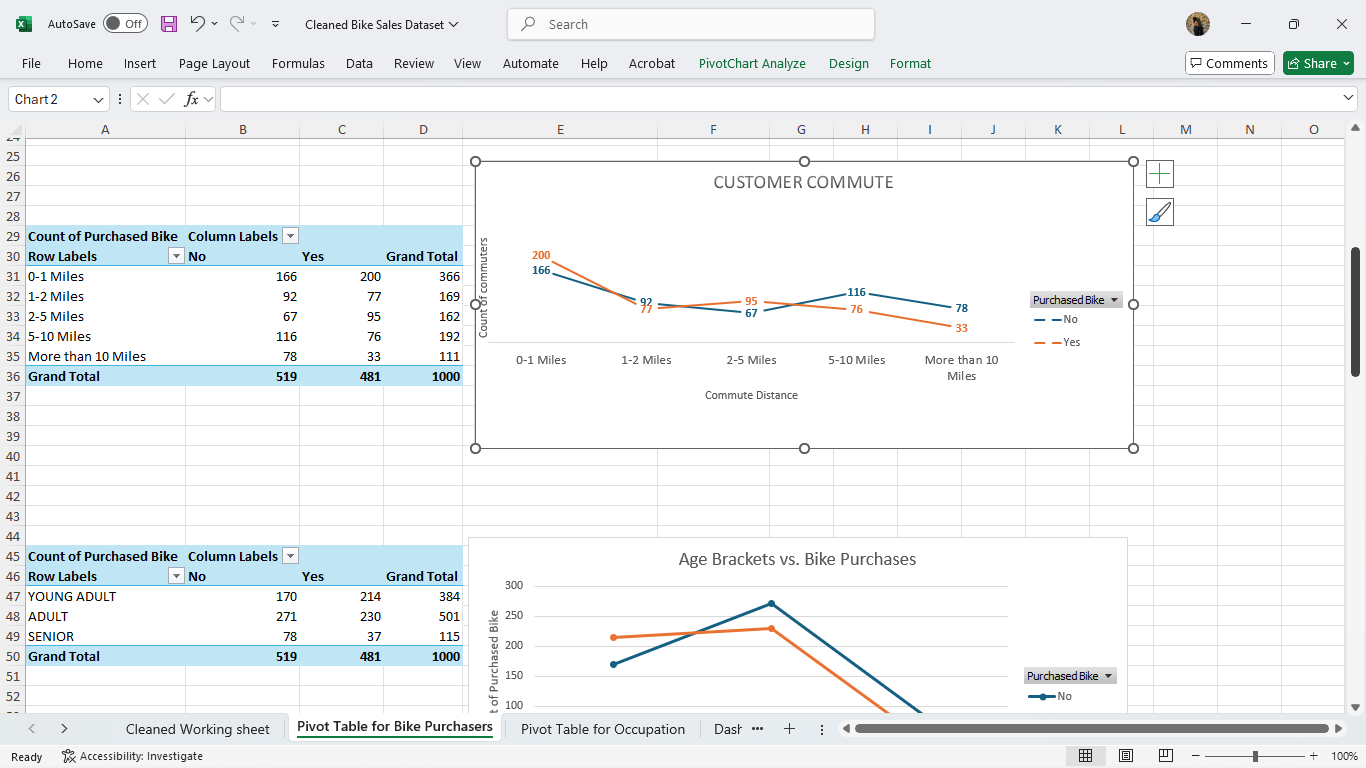 AutoSave Off Cleaned Bike Sales Dataset Search
File Home Insert Page Layout Formulas Data Review View Automate Help Acrobat PivotChart Analyze Design Format Comments Share
Chart2 fx
A B C D E F G H I J K L M N O
25
26
27
28
29 Count of Purchased Bike Column Labels
30 Row Labels No Yes Grand Total
31 0-1 Miles 166 200 366
32 1-2 Miles 92 77 169
33 2-5 Miles 67 95 162
34 5-10 Miles 116 76 192
35 More than 10 Miles 78 33 111
36 Grand Total 519 481 1000
37
38
39
40
41
42
43
44
45 Count of Purchased Bike Column Labels
46 Row Labels No Yes Grand Total
47 YOUNG ADULT 170 214 384
48 ADULT 271 230 501
49 SENIOR 78 37 115
50 Grand Total 519 481 1000
51
52
CUSTOMER COMMUTE
Count of commuters
200
166
92
77
95
67
116
76
78
33
0-1 Miles 1-2 Miles 2-5 Miles 5-10 Miles More than 10
Miles
Commute Distance
Purchased Bike
No
Yes
Age Brackets vs. Bike Purchases
300
250
200
150
100
t of Purchased Bike
Purchased Bike
No
Cleaned Working sheet Pivot Table for Bike Purchasers Pivot Table for Occupation Dash
Ready Accessibility: Investigate 100%